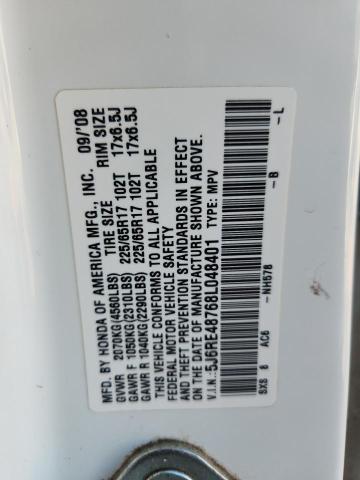 MFD. BY HONDA OF AMERICA MFG., INC. 09/'08
TIRE SIZE RIM SIZE
GVWR 2070KG(4560LBS)
GAWR F 1050KG(2310LBS) 225/65R17 102T 17x6.5J
GAWR R 1040KG(2290LBS) 225/65R17 102T 17x6.5J
THIS VEHICLE CONFORMS TO ALL APPLICABLE
FEDERAL MOTOR VEHICLE SAFETY
THEFT PREVENTION STANDARDS IN EFFECT
ON THE DATE OF MANUFACTURE SHOWN ABOVE.
V.I.N.:5J6RE48768L048401 TYPE: MPV
SXS 8 AC6 -NH578 -B -L